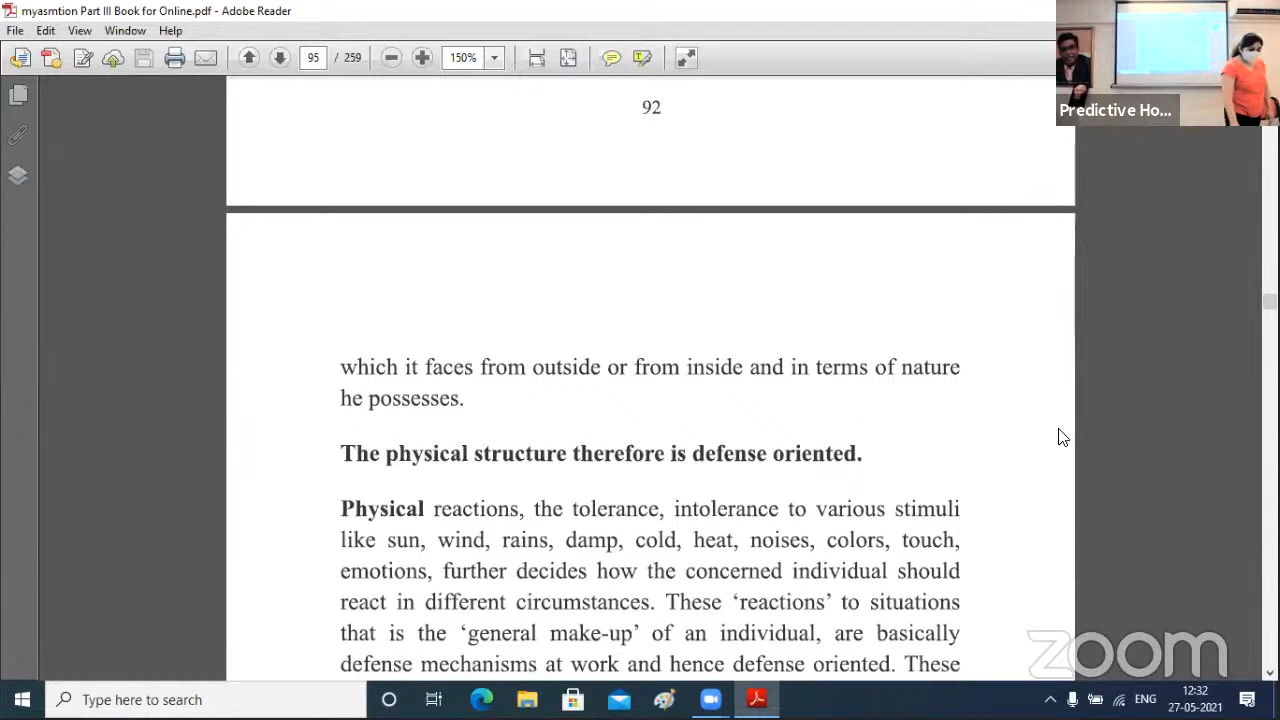 myasmtion Part III Book for Online.pdf - Adobe Reader
File Edit View Window Help
95 / 259 150%
Predictive Ho...
92
which it faces from outside or from inside and in terms of nature
he possesses.
The physical structure therefore is defense oriented.
Physical reactions, the tolerance, intolerance to various stimuli
like sun, wind, rains, damp, cold, heat, noises, colors, touch,
emotions, further decides how the concerned individual should
react in different circumstances. These ‘reactions’ to situations
that is the ‘general make-up’ of an individual, are basically
defense mechanisms at work and hence defense oriented. These
zoom
Type here to search
ENG
12:32
27-05-2021